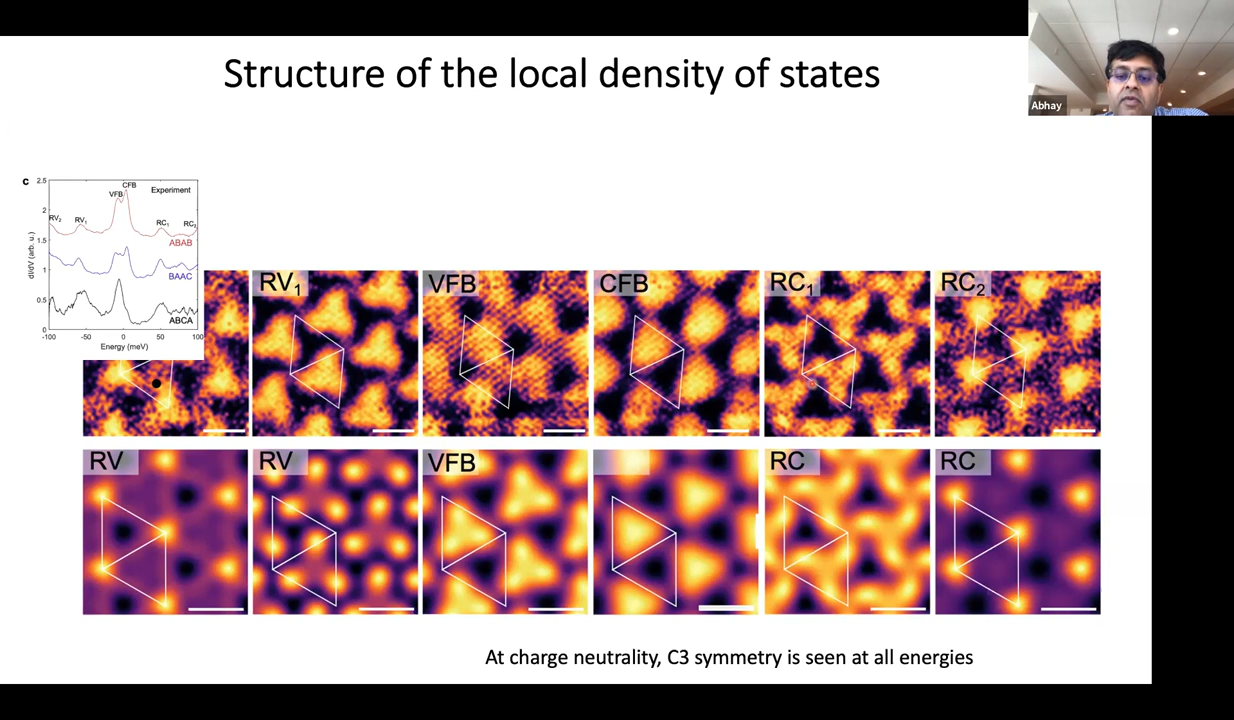 Structure of the local density of states
Abhay
c
2.5
2
1.5
1
0.5
0
dI/dV (arb. u.)
CFB
VFB
Experiment
RV2
RV1
RC1
RC2
ABAB
BAAC
ABCA
-100 -50 0 50 100
Energy (meV)
RV1 VFB CFB RC1 RC2
RV RV VFB RC RC
At charge neutrality, C3 symmetry is seen at all energies